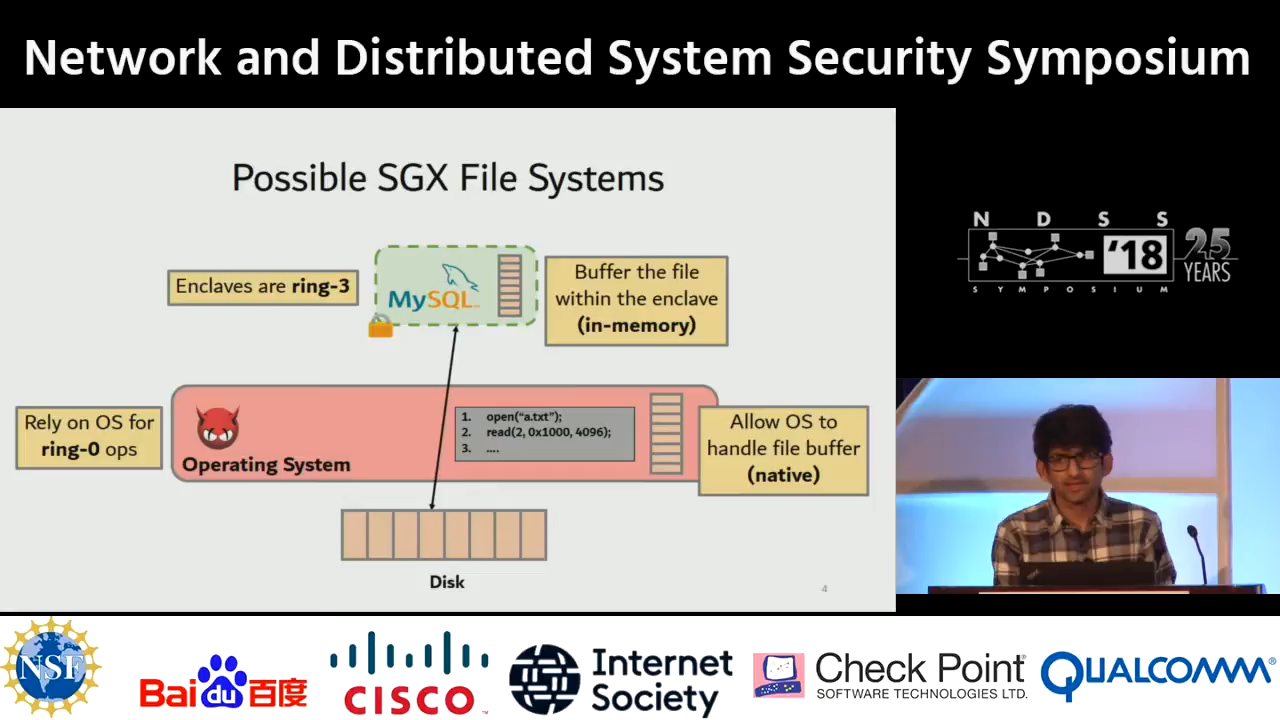 Network and Distributed System Security Symposium
Possible SGX File Systems
Enclaves are ring-3
MySQL
Buffer the file
within the enclave
(in-memory)
Rely on OS for
ring-0 ops
Operating System
1. open("a.txt");
2. read(2, 0x1000, 4096);
3. ....
Allow OS to
handle file buffer
(native)
Disk
4
N D S S
'18
25
YEARS
S Y M P O S I U M
NSF
Bai du 百度
CISCO
Internet
Society
Check Point
SOFTWARE TECHNOLOGIES LTD.
QUALCOMM